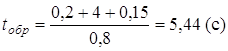 t_обр = (0,2 + 4 + 0,15) / 0,8 = 5,44 (с)